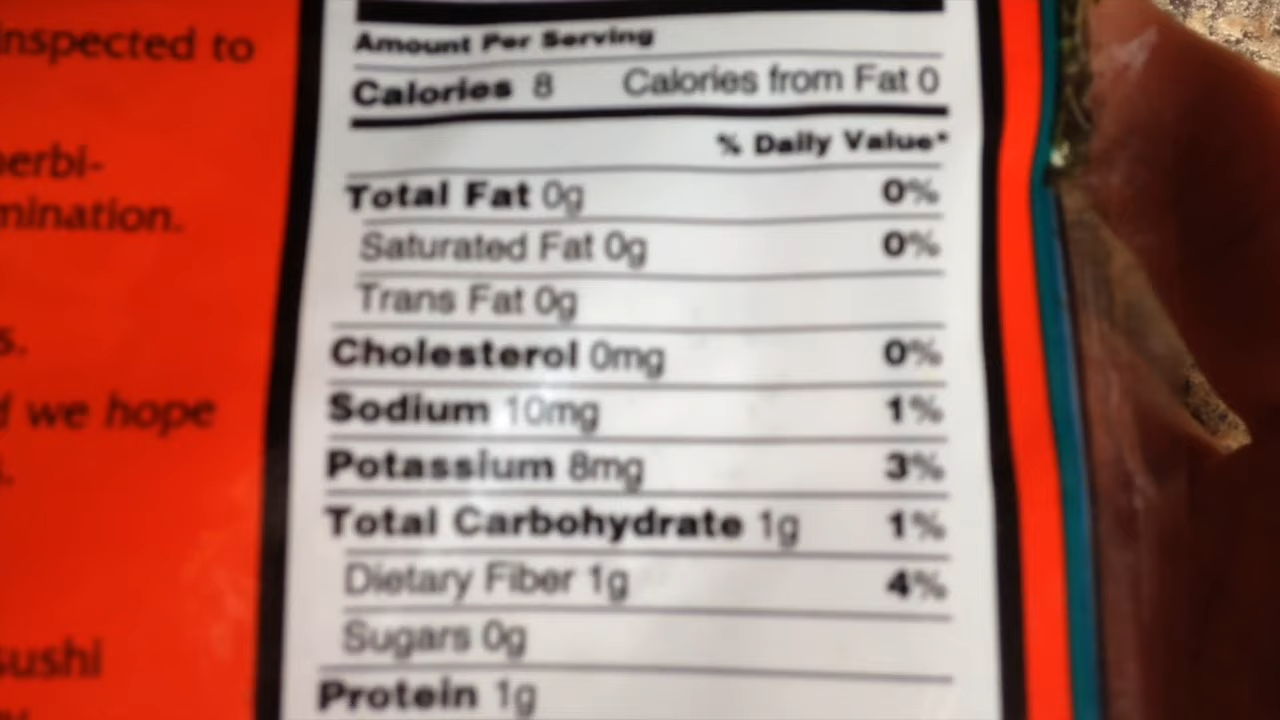 inspected to
erbi-
mination.
s.
we hope
s.
sushi
Amount Per Serving
Calories 8 Calories from Fat 0
% Daily Value*
Total Fat 0g 0%
Saturated Fat 0g 0%
Trans Fat 0g
Cholesterol 0mg 0%
Sodium 10mg 1%
Potassium 8mg 3%
Total Carbohydrate 1g 1%
Dietary Fiber 1g 4%
Sugars 0g
Protein 1g